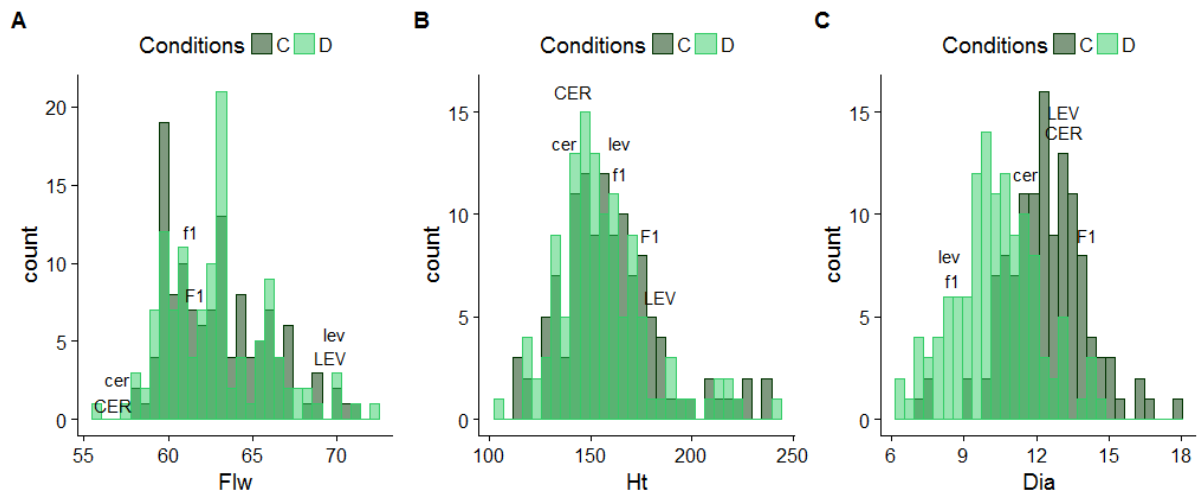 A
Conditions C D
20
15
10
5
0
count
f1
F1
lev
LEV
cer
CER
55 60 65 70
Flw
B
Conditions C D
15
10
5
0
count
CER
cer lev
f1
F1
LEV
100 150 200 250
Ht
C
Conditions C D
15
10
5
0
count
LEV
CER
cer
F1
lev
f1
6 9 12 15 18
Dia